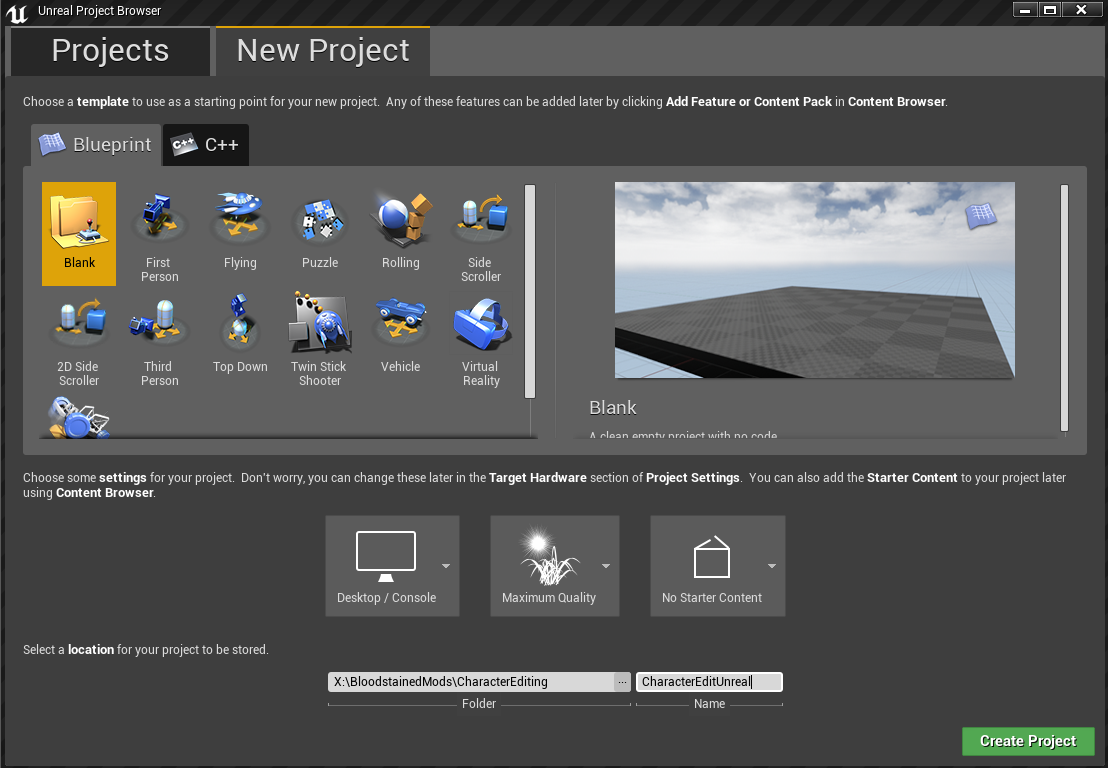 Unreal Project Browser
Projects
New Project
Choose a template to use as a starting point for your new project.  Any of these features can be added later by clicking Add Feature or Content Pack in Content Browser.
Blueprint
C++
C++
Blank
First
Person
Flying
Puzzle
Rolling
Side
Scroller
2D Side
Scroller
Third
Person
Top Down
Twin Stick
Shooter
Vehicle
Virtual
Reality
Blank
A clean empty project with no code.
Choose some settings for your project.  Don't worry, you can change these later in the Target Hardware section of Project Settings.  You can also add the Starter Content to your project later
using Content Browser.
Desktop / Console
Maximum Quality
No Starter Content
Select a location for your project to be stored.
X:\BloodstainedMods\CharacterEditing
...
CharacterEditUnreal
Folder
Name
Create Project